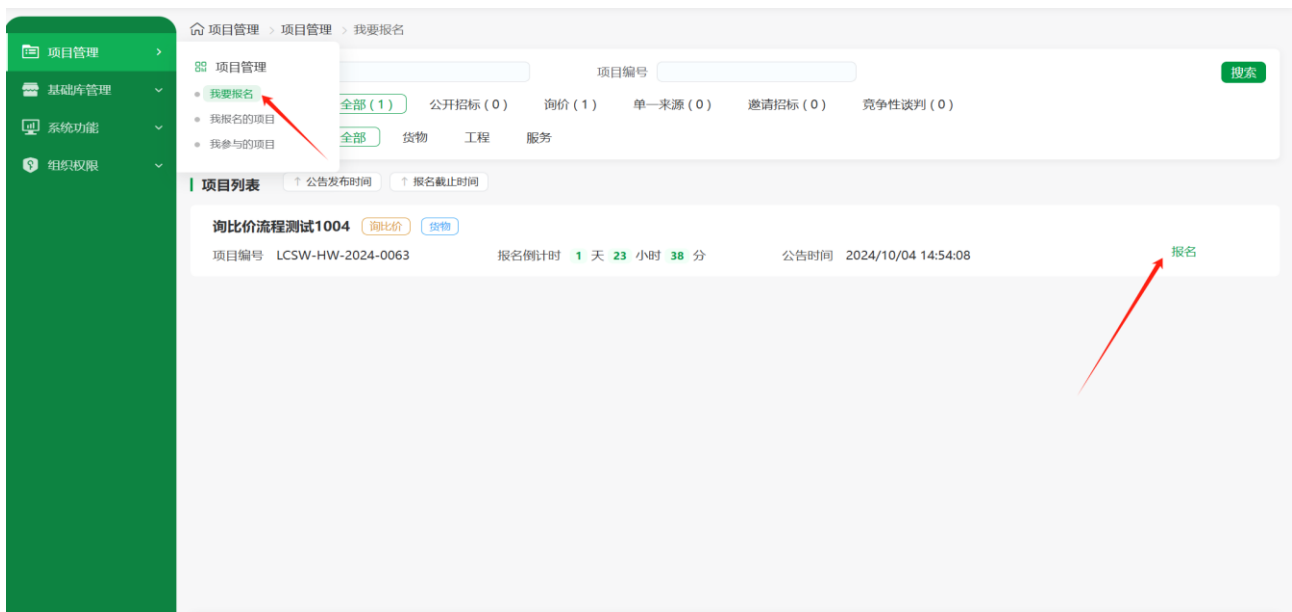 项目管理 > 项目管理 > 我要报名
项目管理
基础库管理
系统功能
组织权限
项目管理
我要报名
我报名的项目
我参与的项目
项目编号
搜索
全部 ( 1 ) 公开招标 ( 0 ) 询价 ( 1 ) 单一来源 ( 0 ) 邀请招标 ( 0 ) 竞争性谈判 ( 0 )
全部 货物 工程 服务
项目列表 ↑ 公告发布时间 ↑ 报名截止时间
询比价流程测试1004 询比价 货物
项目编号 LCSW-HW-2024-0063 报名倒计时 1 天 23 小时 38 分 公告时间 2024/10/04 14:54:08 报名